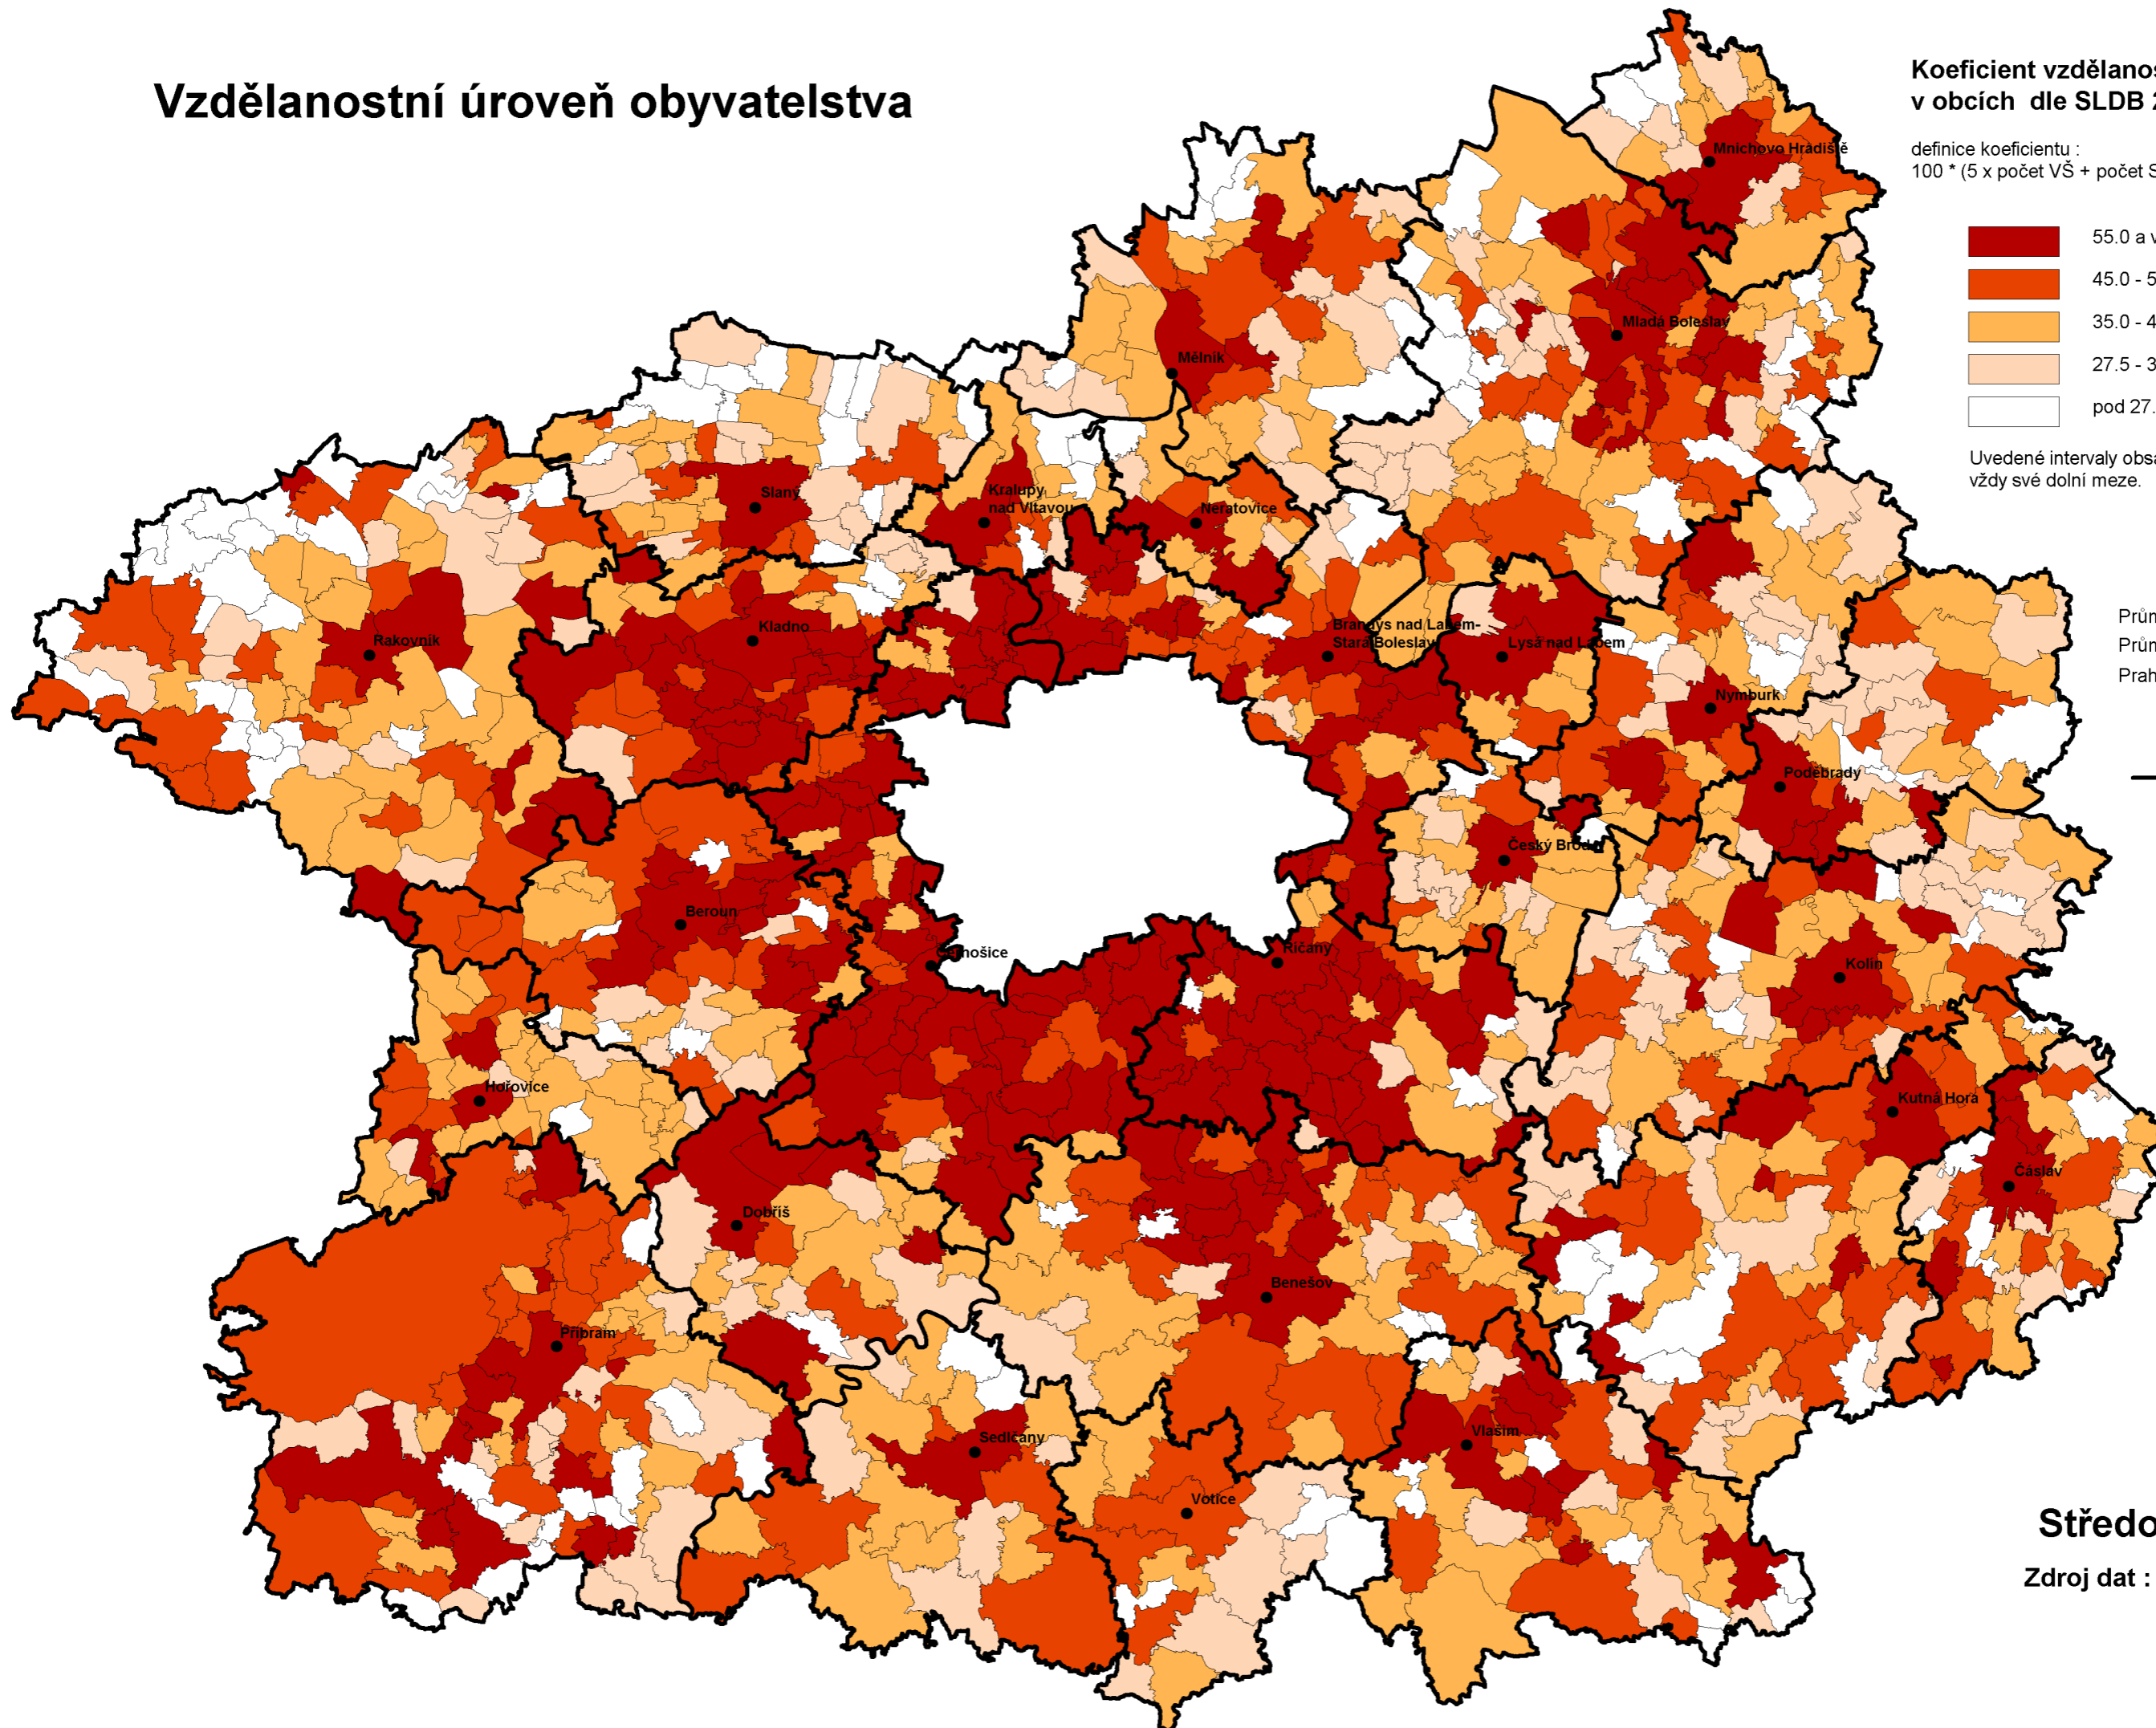 Vzdělanostní úroveň obyvatelstva
Koeficient vzdělanos
v obcích dle SLDB 2
definice koeficientu :
100 * (5 x počet VŠ + počet S
55.0 a v
45.0 - 5
35.0 - 4
27.5 - 3
pod 27.
Uvedené intervaly obsa
vždy své dolní meze.
Prům
Prům
Prah
Mnichovo Hradiště
Mladá Boleslav
Mělník
Slaný
Kralupy
nad Vltavou
Neratovice
Rakovník
Kladno
Brandýs nad Labem-
Stará Boleslav
Lysá nad Labem
Nymburk
Poděbrady
Český Brod
Beroun
Černošice
Říčany
Kolín
Hořovice
Kutná Hora
Čáslav
Dobříš
Benešov
Příbram
Sedlčany
Vlašim
Votice
Středo
Zdroj dat :